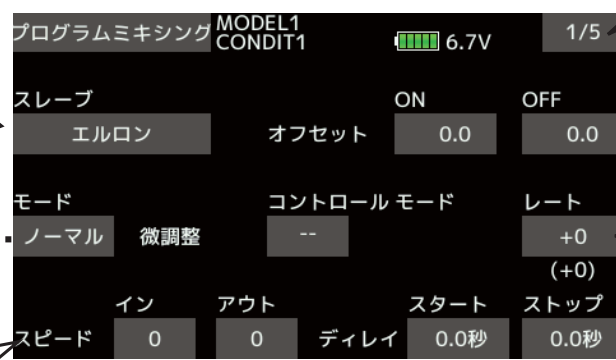 プログラムミキシング MODEL1 CONDIT1 6.7V 1/5
スレーブ ON OFF
エルロン オフセット 0.0 0.0
モード コントロール モード レート
ノーマル 微調整 -- +0
(+0)
イン アウト スタート ストップ
スピード 0 0 ディレイ 0.0秒 0.0秒